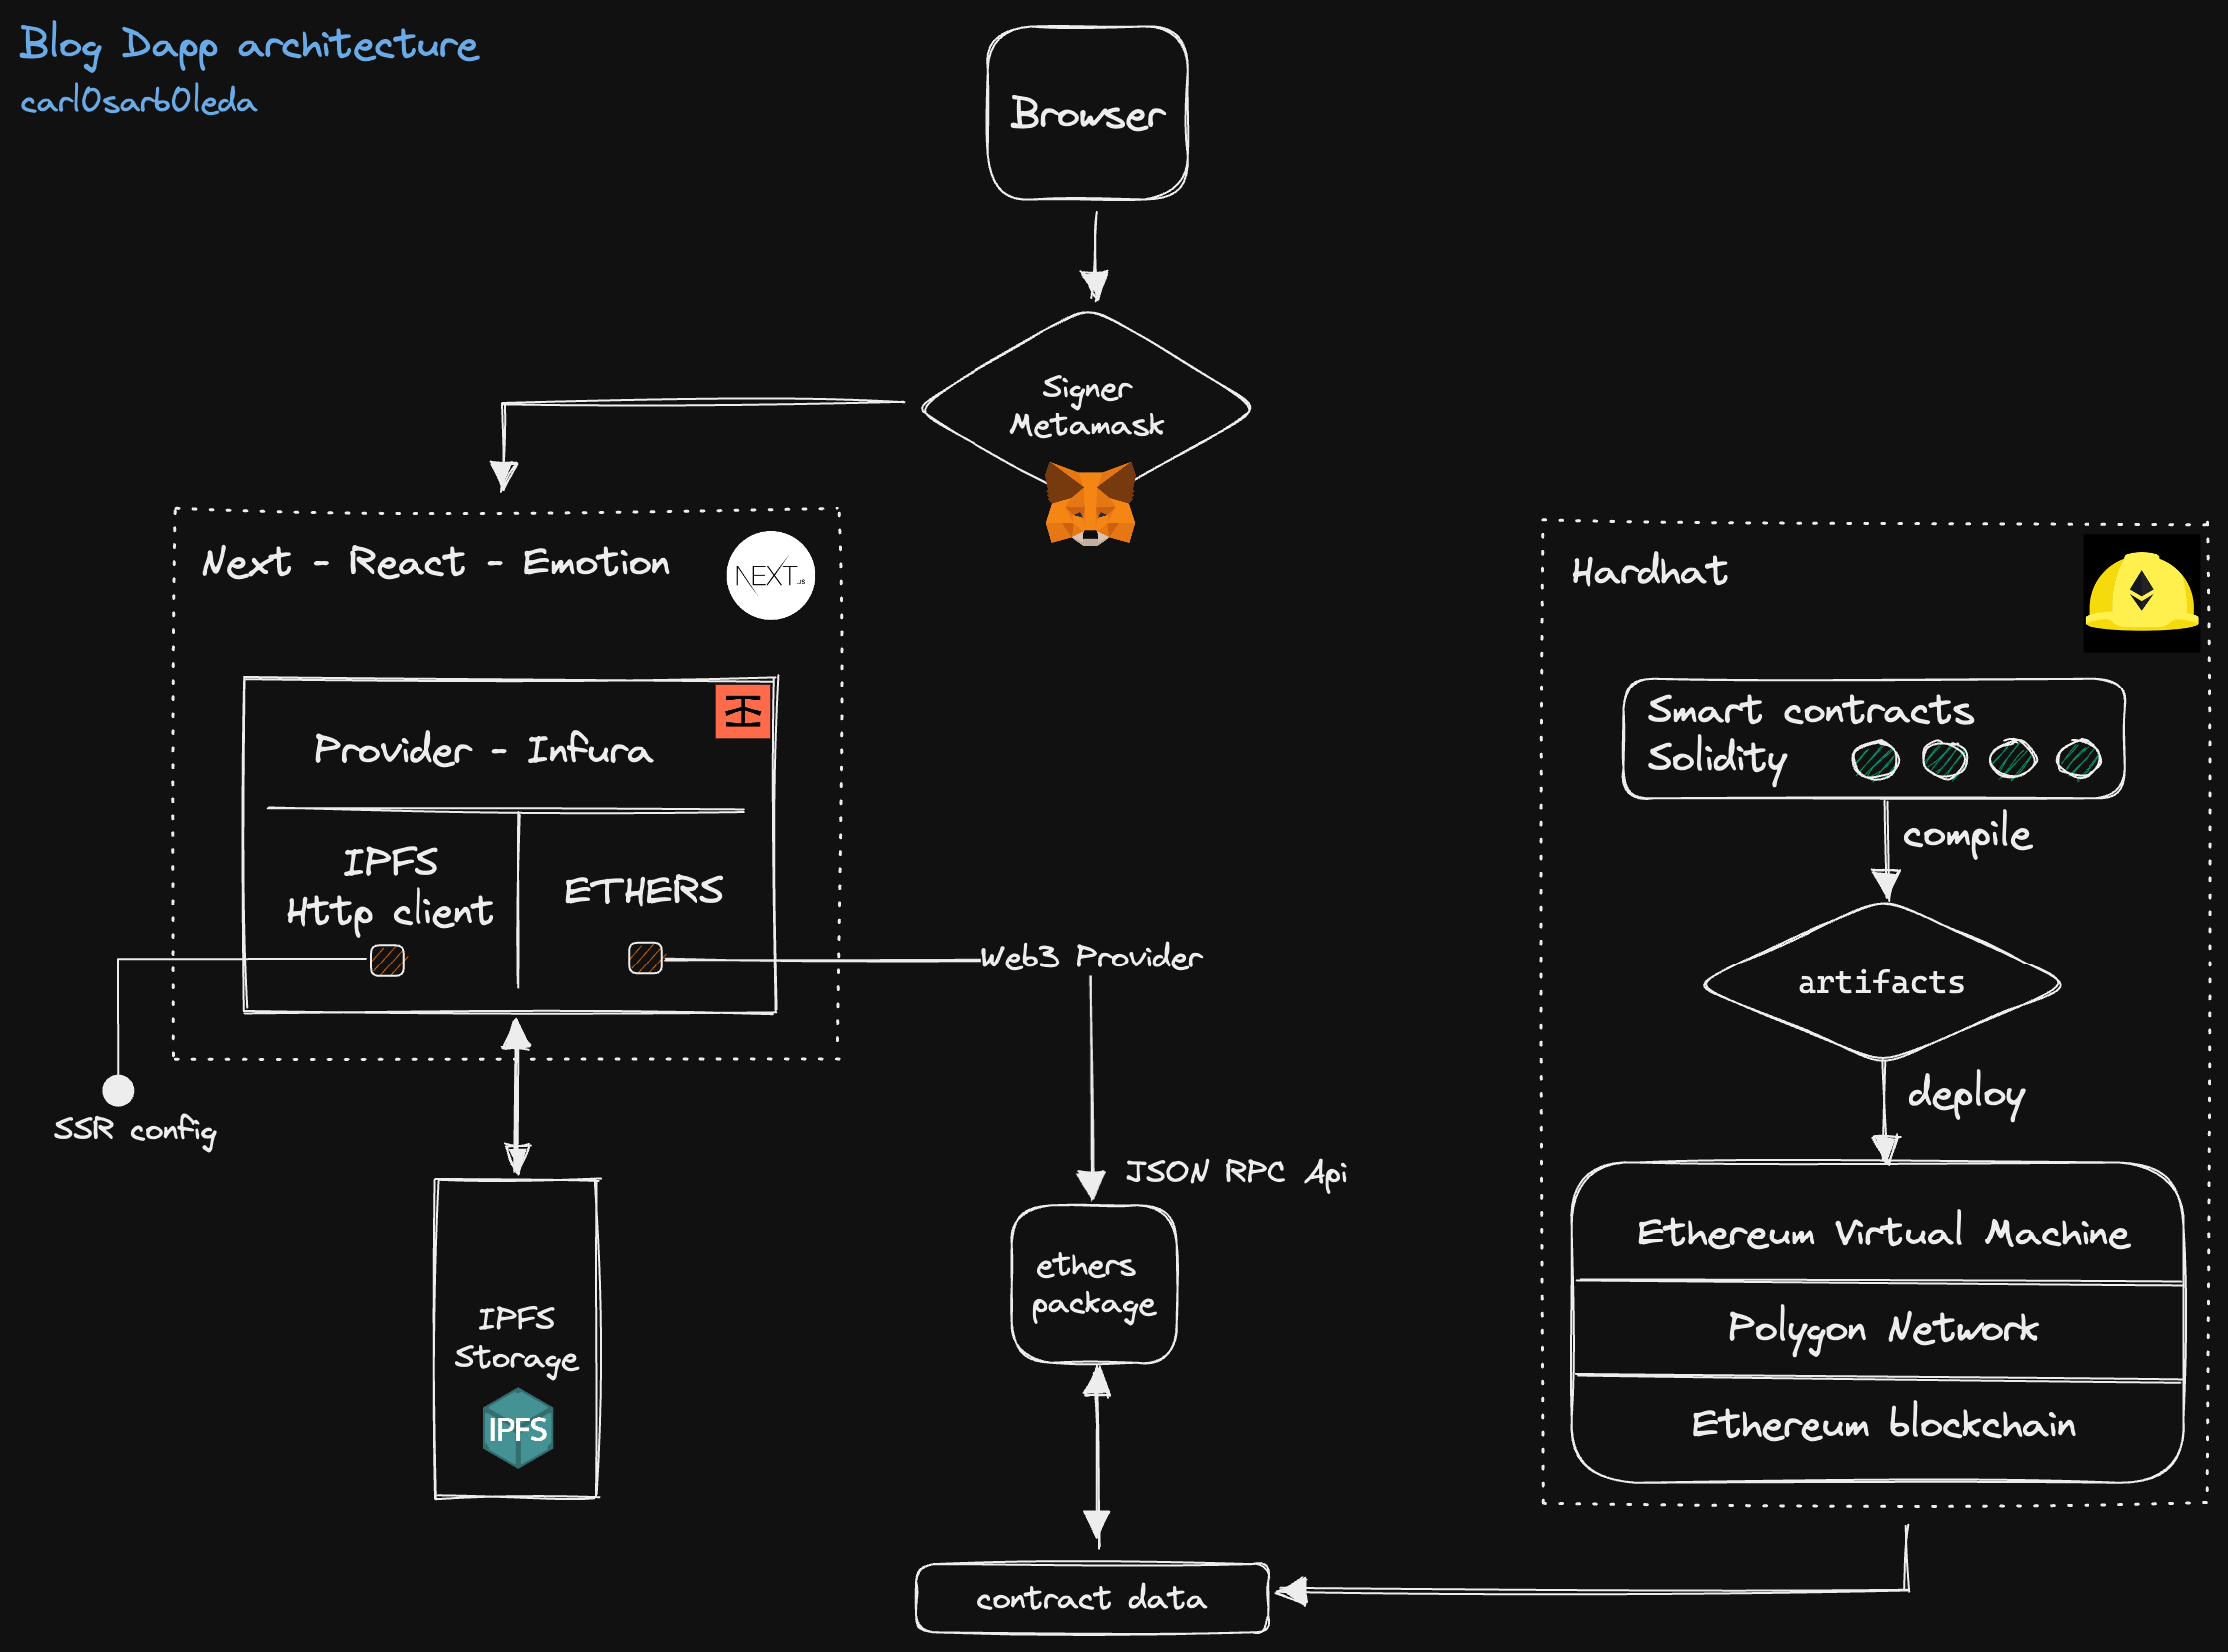 Blog Dapp architecture
carl0sarb0leda
Browser
Signer
Metamask
Next - React - Emotion
NEXT.JS
Provider - Infura
IPFS
Http client
ETHERS
SSR config
IPFS
Storage
IPFS
Web3 Provider
JSON RPC Api
ethers
package
contract data
Hardhat
Smart contracts
Solidity
compile
artifacts
deploy
Ethereum Virtual Machine
Polygon Network
Ethereum blockchain